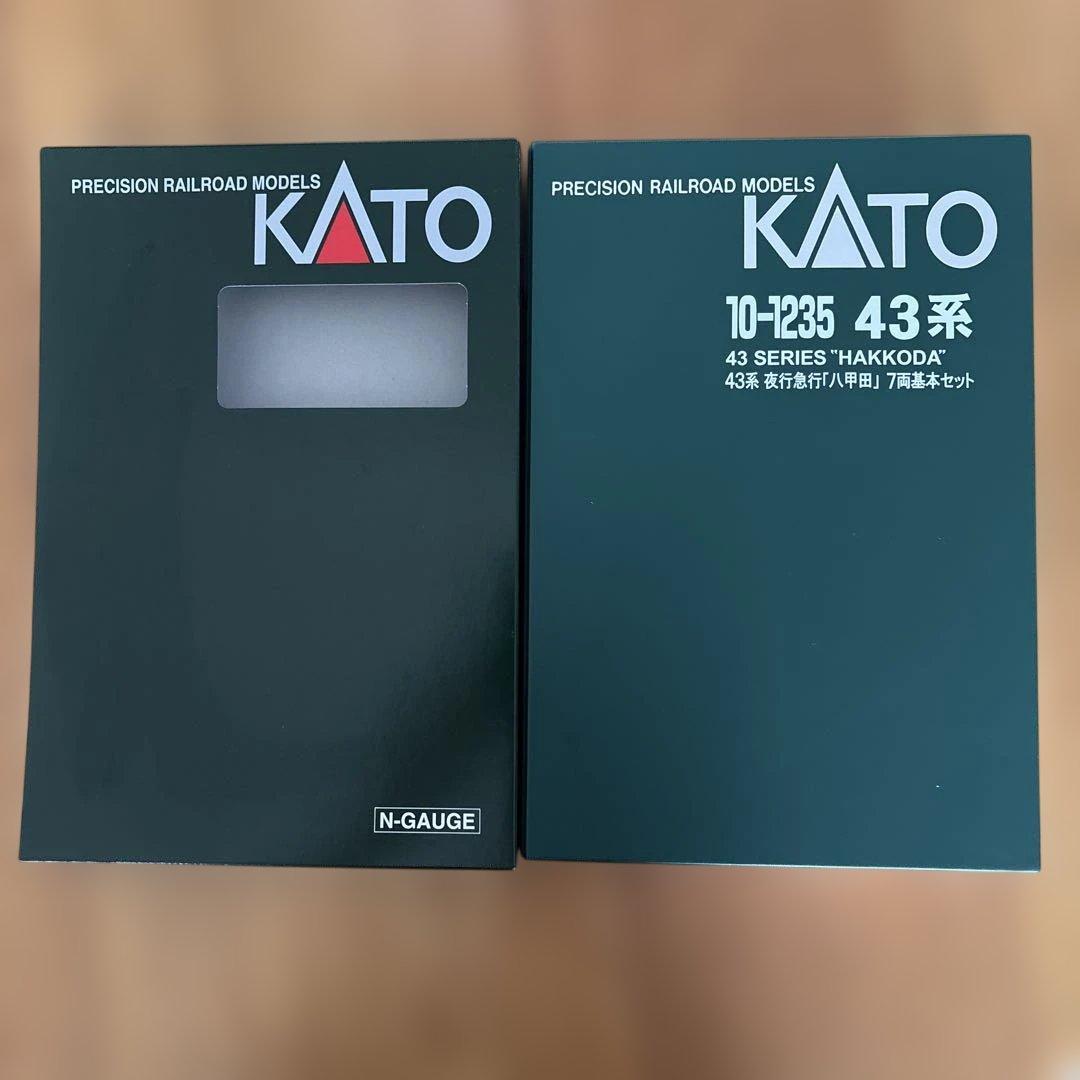 PRECISION RAILROAD MODELS
KATO
N-GAUGE
PRECISION RAILROAD MODELS
KATO
10-1235 43系
43 SERIES "HAKKODA"
43系 夜行急行「八甲田」 7両基本セット